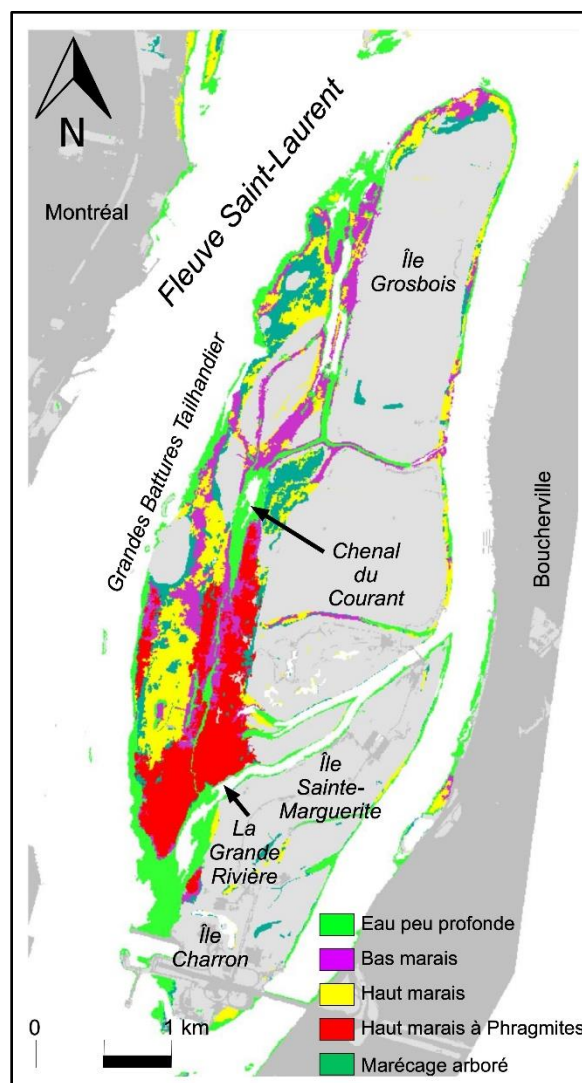 N
Montréal
Fleuve Saint-Laurent
Île
Grosbois
Grandes Battures Tailhandier
Chenal
du
Courant
Boucherville
Île
Sainte-
Marguerite
La
Grande
Rivière
Île
Charron
Eau peu profonde
Bas marais
Haut marais
Haut marais à Phragmites
Marécage arboré
0 1 km